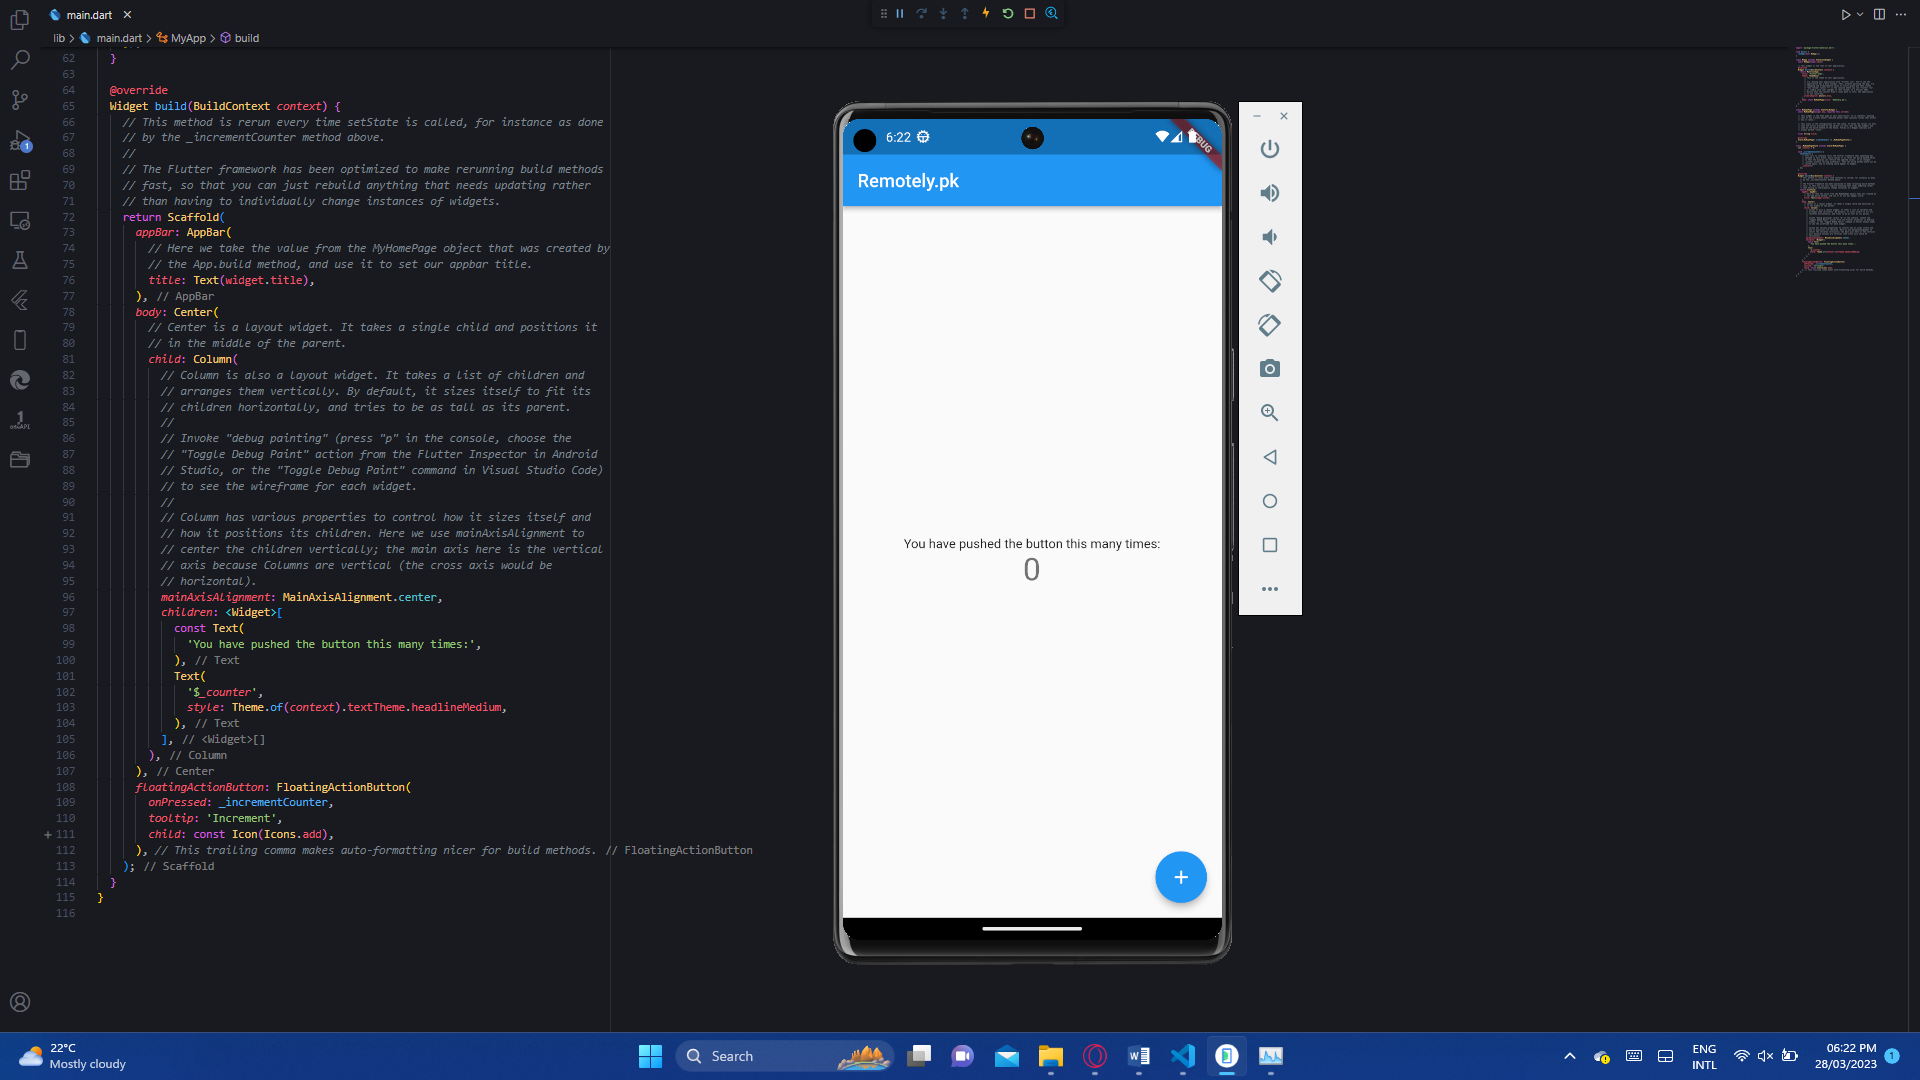 main.dart
lib > main.dart > MyApp > build
62 }
63
64 @override
65 Widget build(BuildContext context) {
66 // This method is rerun every time setState is called, for instance as done
67 // by the _incrementCounter method above.
68 //
69 // The Flutter framework has been optimized to make rerunning build methods
70 // fast, so that you can just rebuild anything that needs updating rather
71 // than having to individually change instances of widgets.
72 return Scaffold(
73 appBar: AppBar(
74 // Here we take the value from the MyHomePage object that was created by
75 // the App.build method, and use it to set our appbar title.
76 title: Text(widget.title),
77 ), // AppBar
78 body: Center(
79 // Center is a layout widget. It takes a single child and positions it
80 // in the middle of the parent.
81 child: Column(
82 // Column is also a layout widget. It takes a list of children and
83 // arranges them vertically. By default, it sizes itself to fit its
84 // children horizontally, and tries to be as tall as its parent.
85 //
86 // Invoke "debug painting" (press "p" in the console, choose the
87 // "Toggle Debug Paint" action from the Flutter Inspector in Android
88 // Studio, or the "Toggle Debug Paint" command in Visual Studio Code)
89 // to see the wireframe for each widget.
90 //
91 // Column has various properties to control how it sizes itself and
92 // how it positions its children. Here we use mainAxisAlignment to
93 // center the children vertically; the main axis here is the vertical
94 // axis because Columns are vertical (the cross axis would be
95 // horizontal).
96 mainAxisAlignment: MainAxisAlignment.center,
97 children: <Widget>[
98 const Text(
99 'You have pushed the button this many times:',
100 ), // Text
101 Text(
102 '$_counter',
103 style: Theme.of(context).textTheme.headlineMedium,
104 ), // Text
105 ], // <Widget>[]
106 ), // Column
107 ), // Center
108 floatingActionButton: FloatingActionButton(
109 onPressed: _incrementCounter,
110 tooltip: 'Increment',
111 child: const Icon(Icons.add),
112 ), // This trailing comma makes auto-formatting nicer for build methods. // FloatingActionButton
113 ); // Scaffold
114 }
115 }
116
1
6:22
Remotely.pk
You have pushed the button this many times:
0
+
22°C
Mostly cloudy
Search
ENG
INTL
06:22 PM
28/03/2023
1